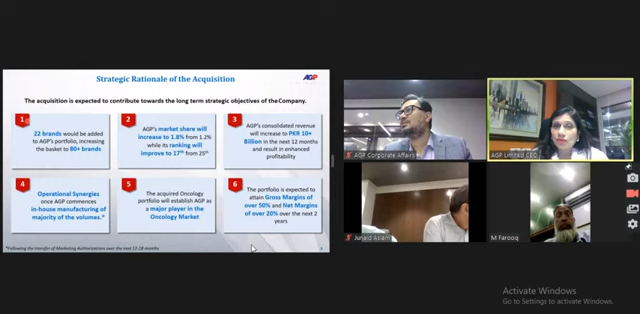 Strategic Rationale of the Acquisition
AGP
The acquisition is expected to contribute towards the long term strategic objectives of the Company.
1
22 brands would be added
to AGP's portfolio, increasing
the basket to 80+ brands
2
AGP's market share will
increase to 1.8% from 1.2%
while its ranking will
improve to 17th from 25th
3
AGP's consolidated revenue
will increase to PKR 10+
Billion in the next 12 months
and result in enhanced
profitability
4
Operational Synergies
once AGP commences
in-house manufacturing of
majority of the volumes.*
5
The acquired Oncology
portfolio will establish AGP as
a major player in the
Oncology Market
6
The portfolio is expected to
attain Gross Margins of
over 50% and Net Margins
of over 20% over the next 2
years
*Following the transfer of Marketing Authorizations over the next 12-18 months
AGP Corporate Affairs
AGP Limited CEO
Junaid Aslam
M Farooq
Activate Windows
Go to Settings to activate Windows.